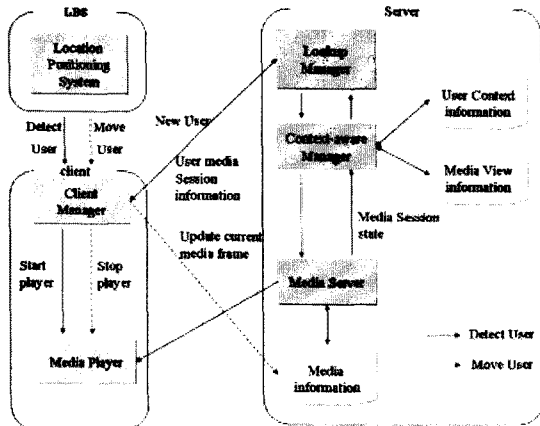 LBS
Location
Positioning
System
Detect
User
Move
User
client
Client
Manager
Start
player
Stop
player
Media Player
New User
User media
Session
information
Update current
media frame
Server
Lookup
Manager
Context-aware
Manager
User Context
information
Media View
information
Media Session
state
Media Server
Media
information
Detect User
Move User